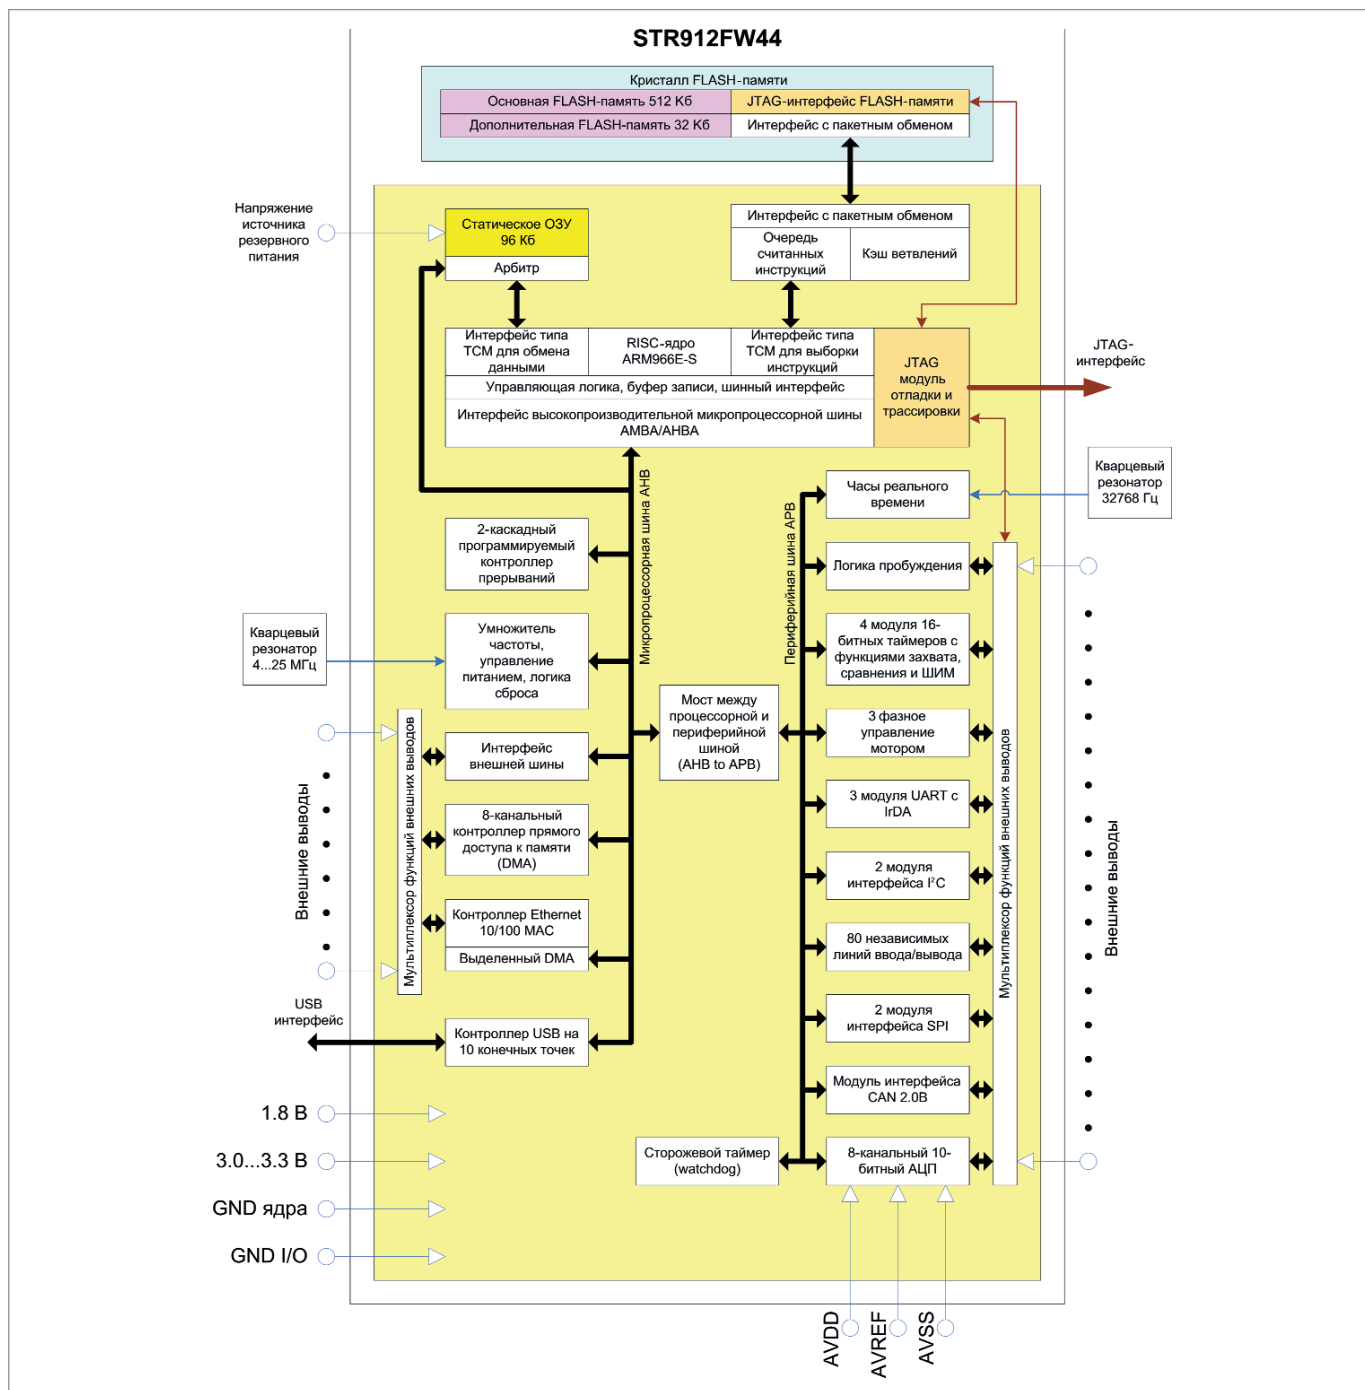 STR912FW44
Кристалл FLASH-памяти
Основная FLASH-память 512 Кб
JTAG-интерфейс FLASH-памяти
Дополнительная FLASH-память 32 Кб
Интерфейс с пакетным обменом
Напряжение
источника
резервного
питания
Статическое ОЗУ
96 Кб
Арбитр
Интерфейс с пакетным обменом
Очередь
считанных
инструкций
Кэш ветвлений
Интерфейс типа
TCM для обмена
данными
RISC-ядро
ARM966E-S
Интерфейс типа
TCM для выборки
инструкций
JTAG
модуль
отладки и
трассировки
JTAG-
интерфейс
Управляющая логика, буфер записи, шинный интерфейс
Интерфейс высокопроизводительной микропроцессорной шины
AMBA/AHBA
Микропроцессорная шина AHB
Периферийная шина APB
Часы реального
времени
Кварцевый
резонатор
32768 Гц
2-каскадный
программируемый
контроллер
прерываний
Логика пробуждения
Кварцевый
резонатор
4...25 МГц
Умножитель
частоты,
управление
питанием, логика
сброса
4 модуля 16-
битных таймеров с
функциями захвата,
сравнения и ШИМ
Мост между
процессорной и
периферийной
шиной
(AHB to APB)
3 фазное
управление
мотором
Интерфейс
внешней шины
3 модуля UART с
IrDA
8-канальный
контроллер прямого
доступа к памяти
(DMA)
2 модуля
интерфейса I²C
Контроллер Ethernet
10/100 MAC
Выделенный DMA
80 независимых
линий ввода/вывода
Внешние выводы
Мультиплексор функций внешних выводов
Мультиплексор функций внешних выводов
Внешние выводы
USB
интерфейс
Контроллер USB на
10 конечных точек
2 модуля
интерфейса SPI
Модуль интерфейса
CAN 2.0B
1.8 В
3.0...3.3 В
GND ядра
GND I/O
Сторожевой таймер
(watchdog)
8-канальный 10-
битный АЦП
AVDD
AVREF
AVSS